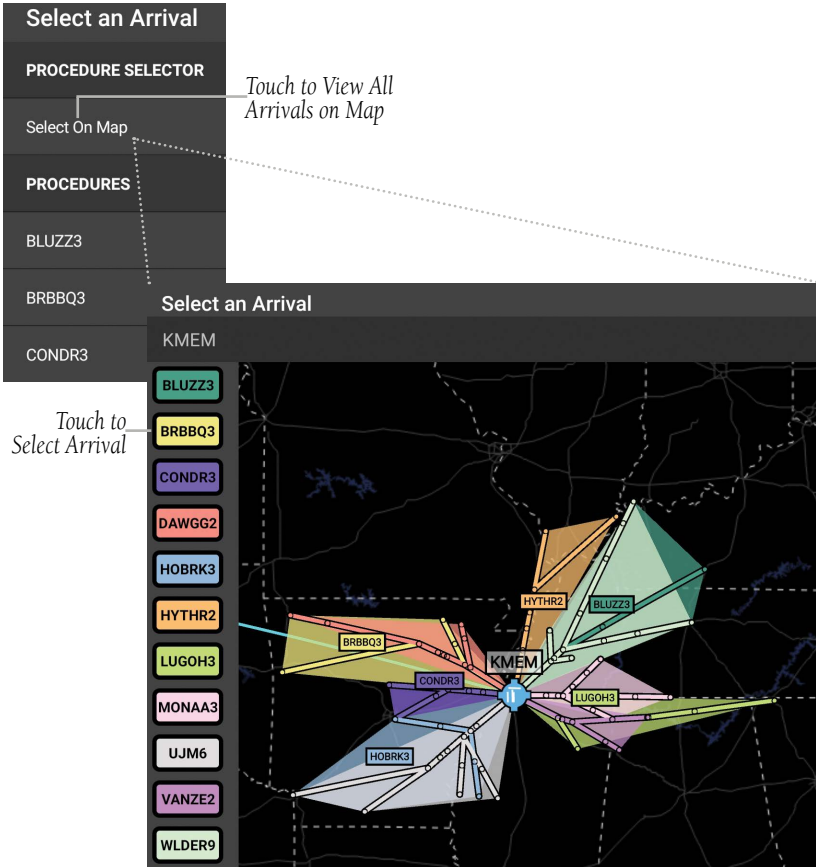 Select an Arrival
PROCEDURE SELECTOR
Touch to View All
Arrivals on Map
Select On Map
PROCEDURES
BLUZZ3
BRBBQ3
CONDR3
Select an Arrival
KMEM
BLUZZ3
Touch to
Select Arrival
BRBBQ3
CONDR3
DAWGG2
HOBRK3
HYTHR2
LUGOH3
MONAA3
UJM6
VANZE2
WLDER9
HYTHR2
BLUZZ3
BRBBQ3
KMEM
CONDR3
LUGOH3
HOBRK3